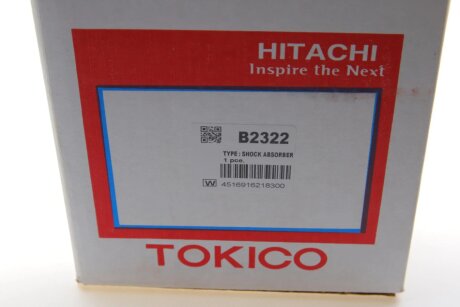 HITACHI
Inspire the Next
B2322
TYPE: SHOCK ABSORBER
1 pce.
W 4516916218300
TOKICO